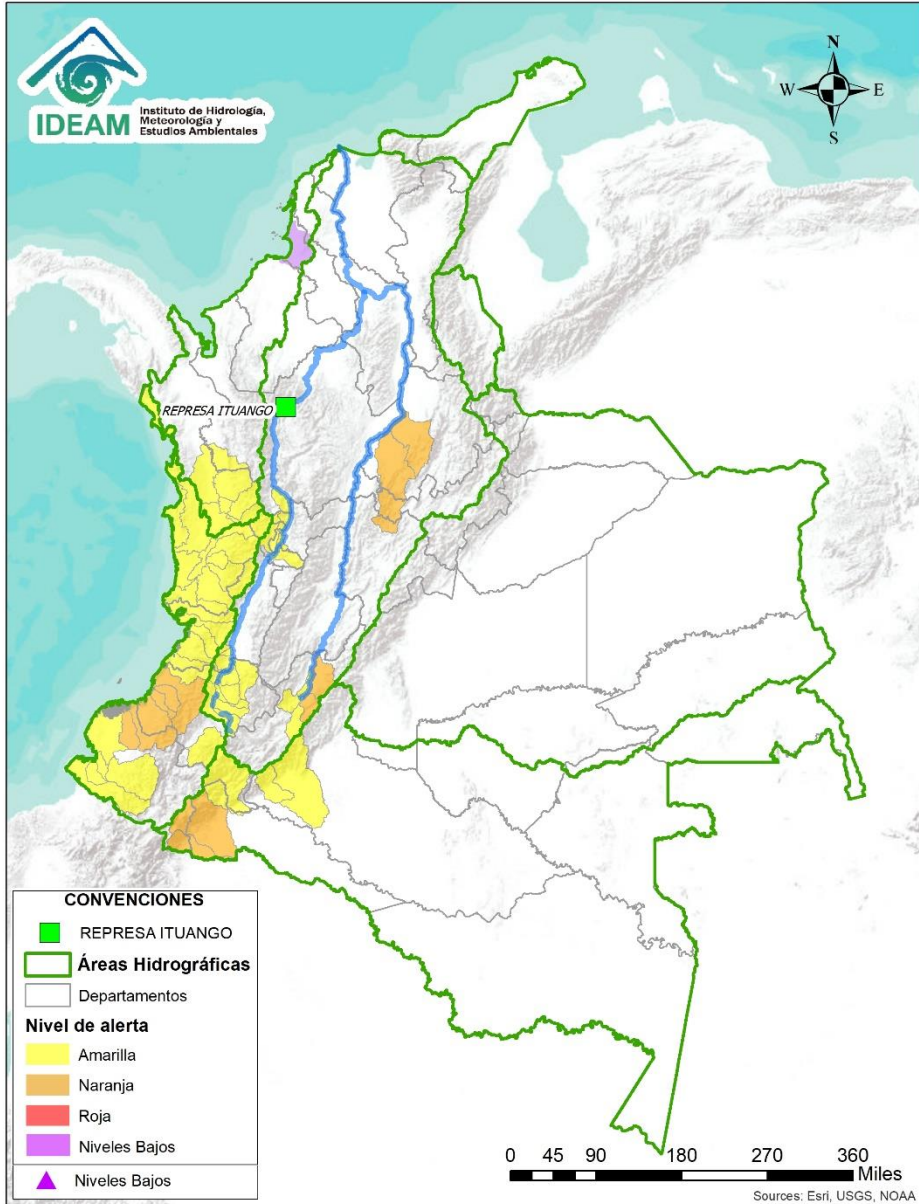 IDEAM
Instituto de Hidrología,
Meteorología y
Estudios Ambientales
N
W
E
S
REPRESA ITUANGO
CONVENCIONES
REPRESA ITUANGO
Áreas Hidrográficas
Departamentos
Nivel de alerta
Amarilla
Naranja
Roja
Niveles Bajos
Niveles Bajos
0 45 90 180 270 360
Miles
Sources: Esri, USGS, NOAA